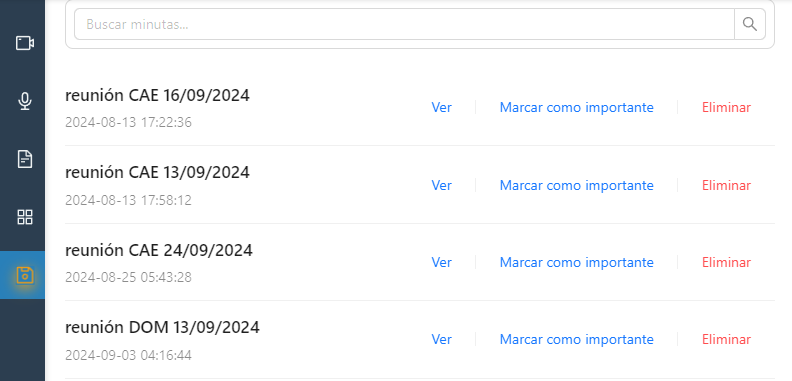 Buscar minutas...
reunión CAE 16/09/2024
2024-08-13 17:22:36
Ver Marcar como importante Eliminar
reunión CAE 13/09/2024
2024-08-13 17:58:12
Ver Marcar como importante Eliminar
reunión CAE 24/09/2024
2024-08-25 05:43:28
Ver Marcar como importante Eliminar
reunión DOM 13/09/2024
2024-09-03 04:16:44
Ver Marcar como importante Eliminar